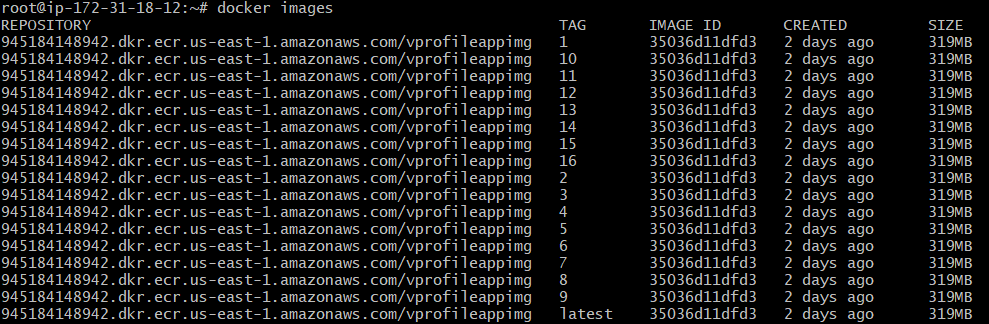 root@ip-172-31-18-12:~# docker images
REPOSITORY TAG IMAGE ID CREATED SIZE
945184148942.dkr.ecr.us-east-1.amazonaws.com/vprofileappimg 1 35036d11dfd3 2 days ago 319MB
945184148942.dkr.ecr.us-east-1.amazonaws.com/vprofileappimg 10 35036d11dfd3 2 days ago 319MB
945184148942.dkr.ecr.us-east-1.amazonaws.com/vprofileappimg 11 35036d11dfd3 2 days ago 319MB
945184148942.dkr.ecr.us-east-1.amazonaws.com/vprofileappimg 12 35036d11dfd3 2 days ago 319MB
945184148942.dkr.ecr.us-east-1.amazonaws.com/vprofileappimg 13 35036d11dfd3 2 days ago 319MB
945184148942.dkr.ecr.us-east-1.amazonaws.com/vprofileappimg 14 35036d11dfd3 2 days ago 319MB
945184148942.dkr.ecr.us-east-1.amazonaws.com/vprofileappimg 15 35036d11dfd3 2 days ago 319MB
945184148942.dkr.ecr.us-east-1.amazonaws.com/vprofileappimg 16 35036d11dfd3 2 days ago 319MB
945184148942.dkr.ecr.us-east-1.amazonaws.com/vprofileappimg 2 35036d11dfd3 2 days ago 319MB
945184148942.dkr.ecr.us-east-1.amazonaws.com/vprofileappimg 3 35036d11dfd3 2 days ago 319MB
945184148942.dkr.ecr.us-east-1.amazonaws.com/vprofileappimg 4 35036d11dfd3 2 days ago 319MB
945184148942.dkr.ecr.us-east-1.amazonaws.com/vprofileappimg 5 35036d11dfd3 2 days ago 319MB
945184148942.dkr.ecr.us-east-1.amazonaws.com/vprofileappimg 6 35036d11dfd3 2 days ago 319MB
945184148942.dkr.ecr.us-east-1.amazonaws.com/vprofileappimg 7 35036d11dfd3 2 days ago 319MB
945184148942.dkr.ecr.us-east-1.amazonaws.com/vprofileappimg 8 35036d11dfd3 2 days ago 319MB
945184148942.dkr.ecr.us-east-1.amazonaws.com/vprofileappimg 9 35036d11dfd3 2 days ago 319MB
945184148942.dkr.ecr.us-east-1.amazonaws.com/vprofileappimg latest 35036d11dfd3 2 days ago 319MB